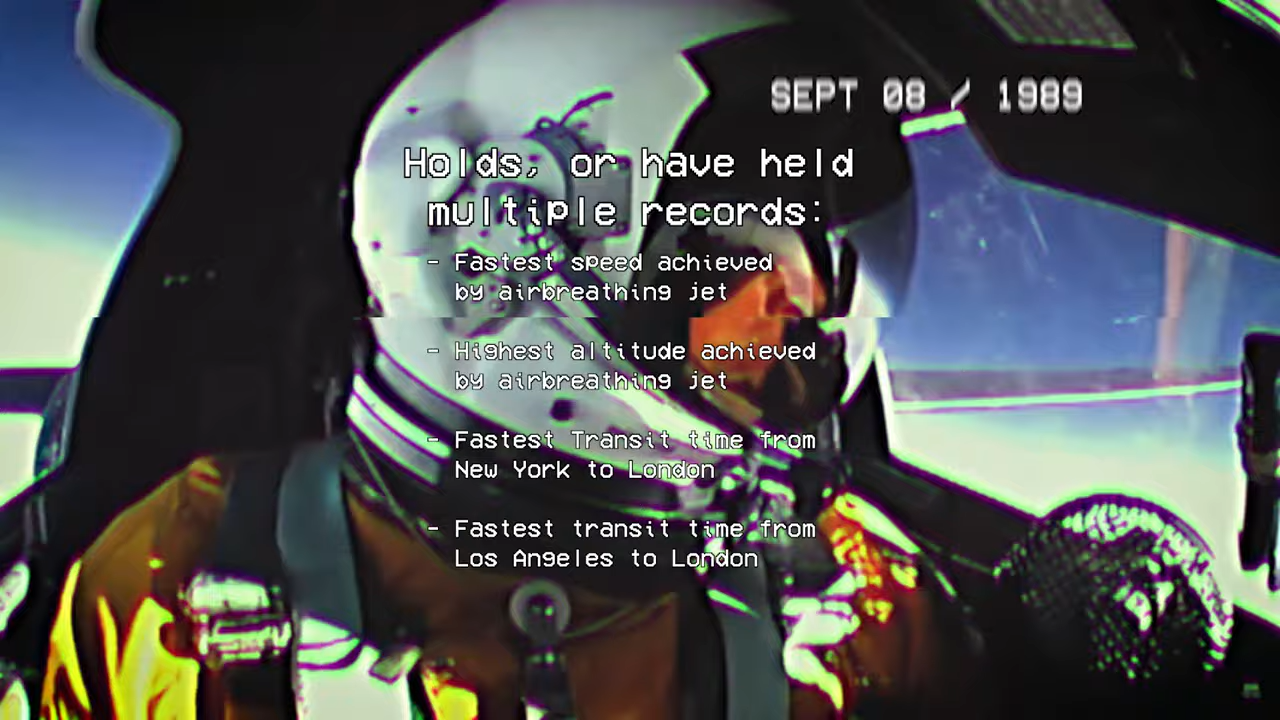 SEPT 08 / 1989
Holds, or have held
multiple records:
- Fastest speed achieved
by airbreathing jet
- Highest altitude achieved
by airbreathing jet
- Fastest Transit time from
New York to London
- Fastest transit time from
Los Angeles to London